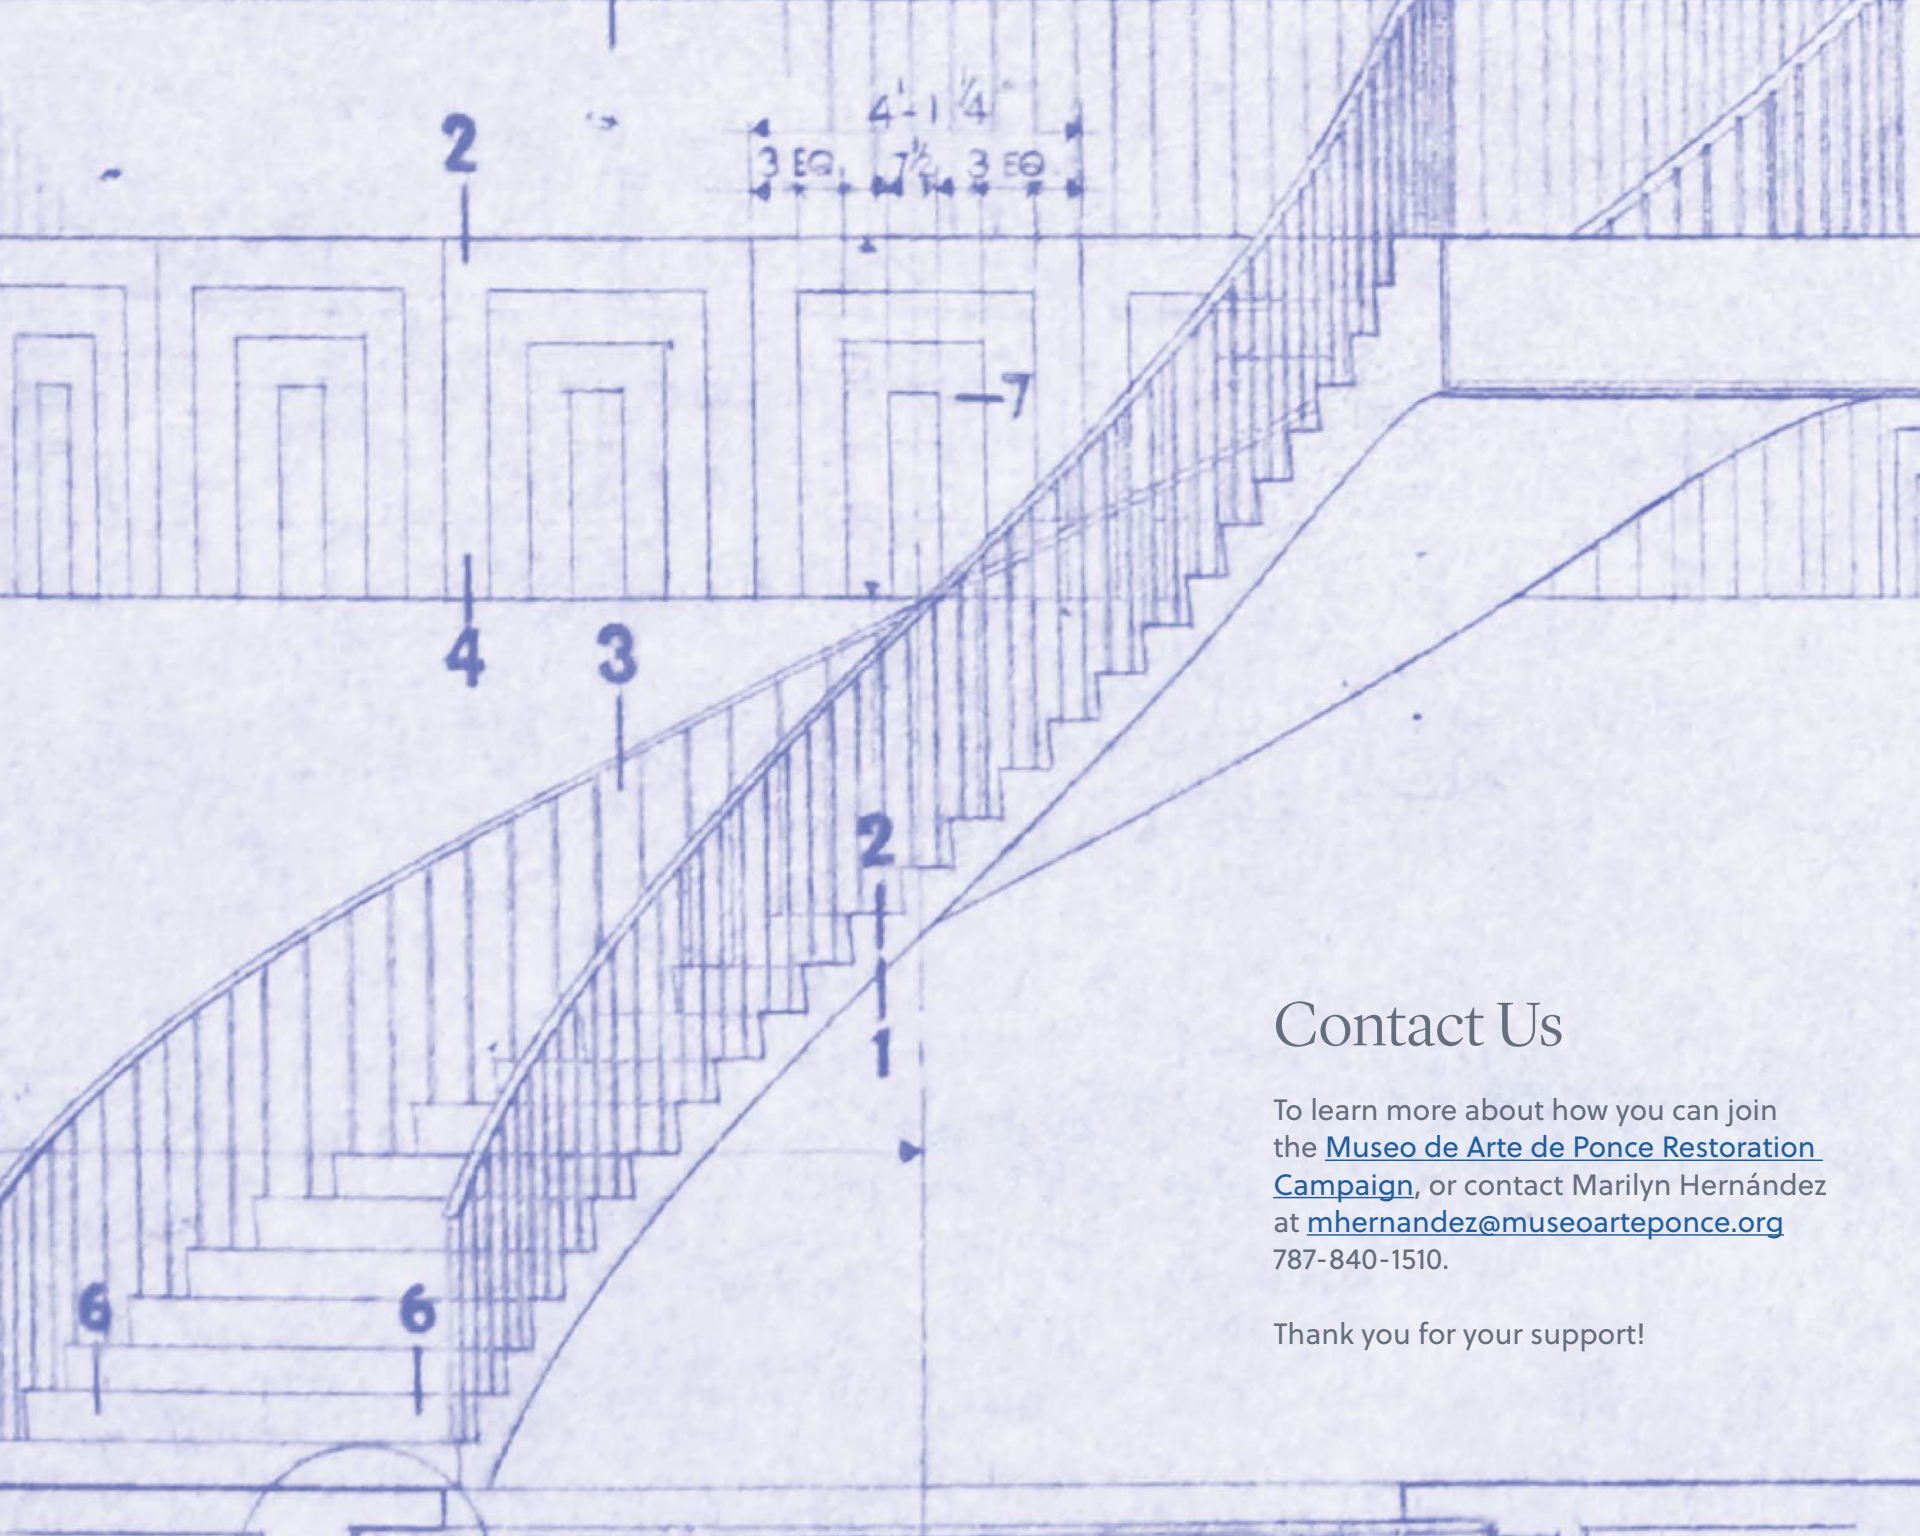 4'-1 1/4"
3 EQ. 7 1/2 3 EQ.
2
7
4
3
2
1
6
6
Contact Us
To learn more about how you can join
the Museo de Arte de Ponce Restoration
Campaign, or contact Marilyn Hernández
at mhernandez@museoarteponce.org
787-840-1510.
Thank you for your support!